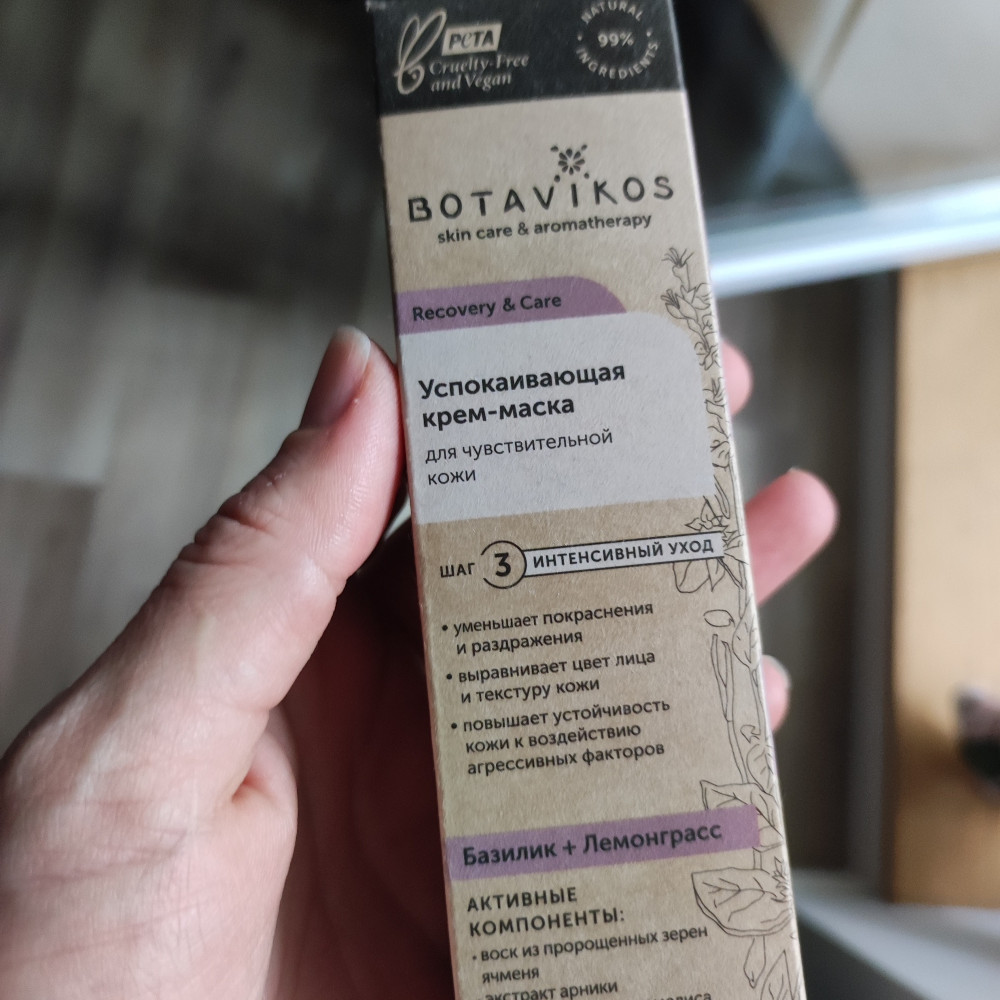 PETA
Cruelty-Free
and Vegan
NATURAL
99%
INGREDIENTS
BOTAVIKOS
skin care & aromatherapy
Recovery & Care
Успокаивающая
крем-маска
для чувствительной
кожи
ШАГ 3 ИНТЕНСИВНЫЙ УХОД
• уменьшает покраснения
и раздражения
• выравнивает цвет лица
и текстуру кожи
• повышает устойчивость
кожи к воздействию
агрессивных факторов
Базилик + Лемонграсс
АКТИВНЫЕ
КОМПОНЕНТЫ:
• воск из пророщенных зерен
ячменя
• экстракт арники